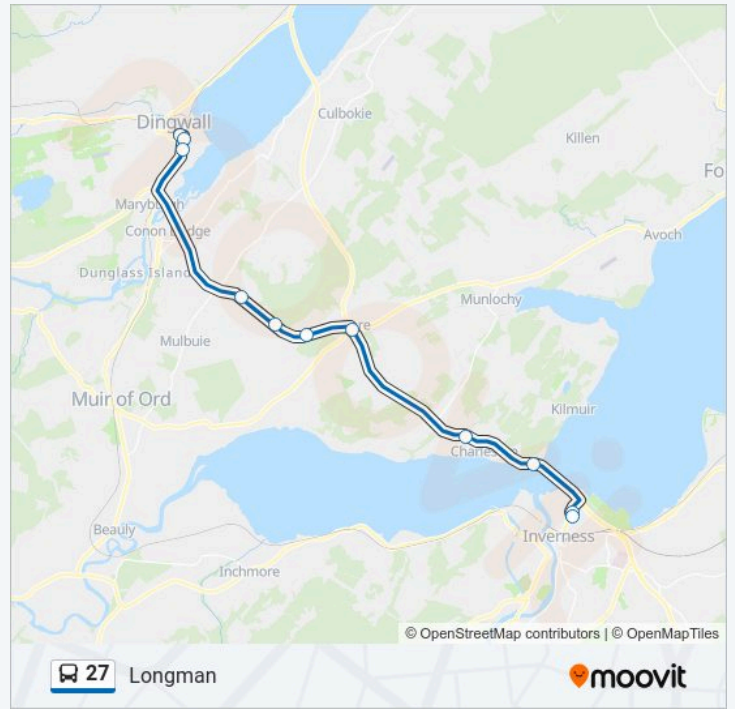 Dingwall
Culbokie
Killen
Fo
Maryburgh
Conon Bridge
Avoch
Dunglass Island
Munlochy
re
Mulbuie
Muir of Ord
Kilmuir
Beauly
Inverness
Inchmore
© OpenStreetMap contributors | © OpenMapTiles
27 Longman
moovit